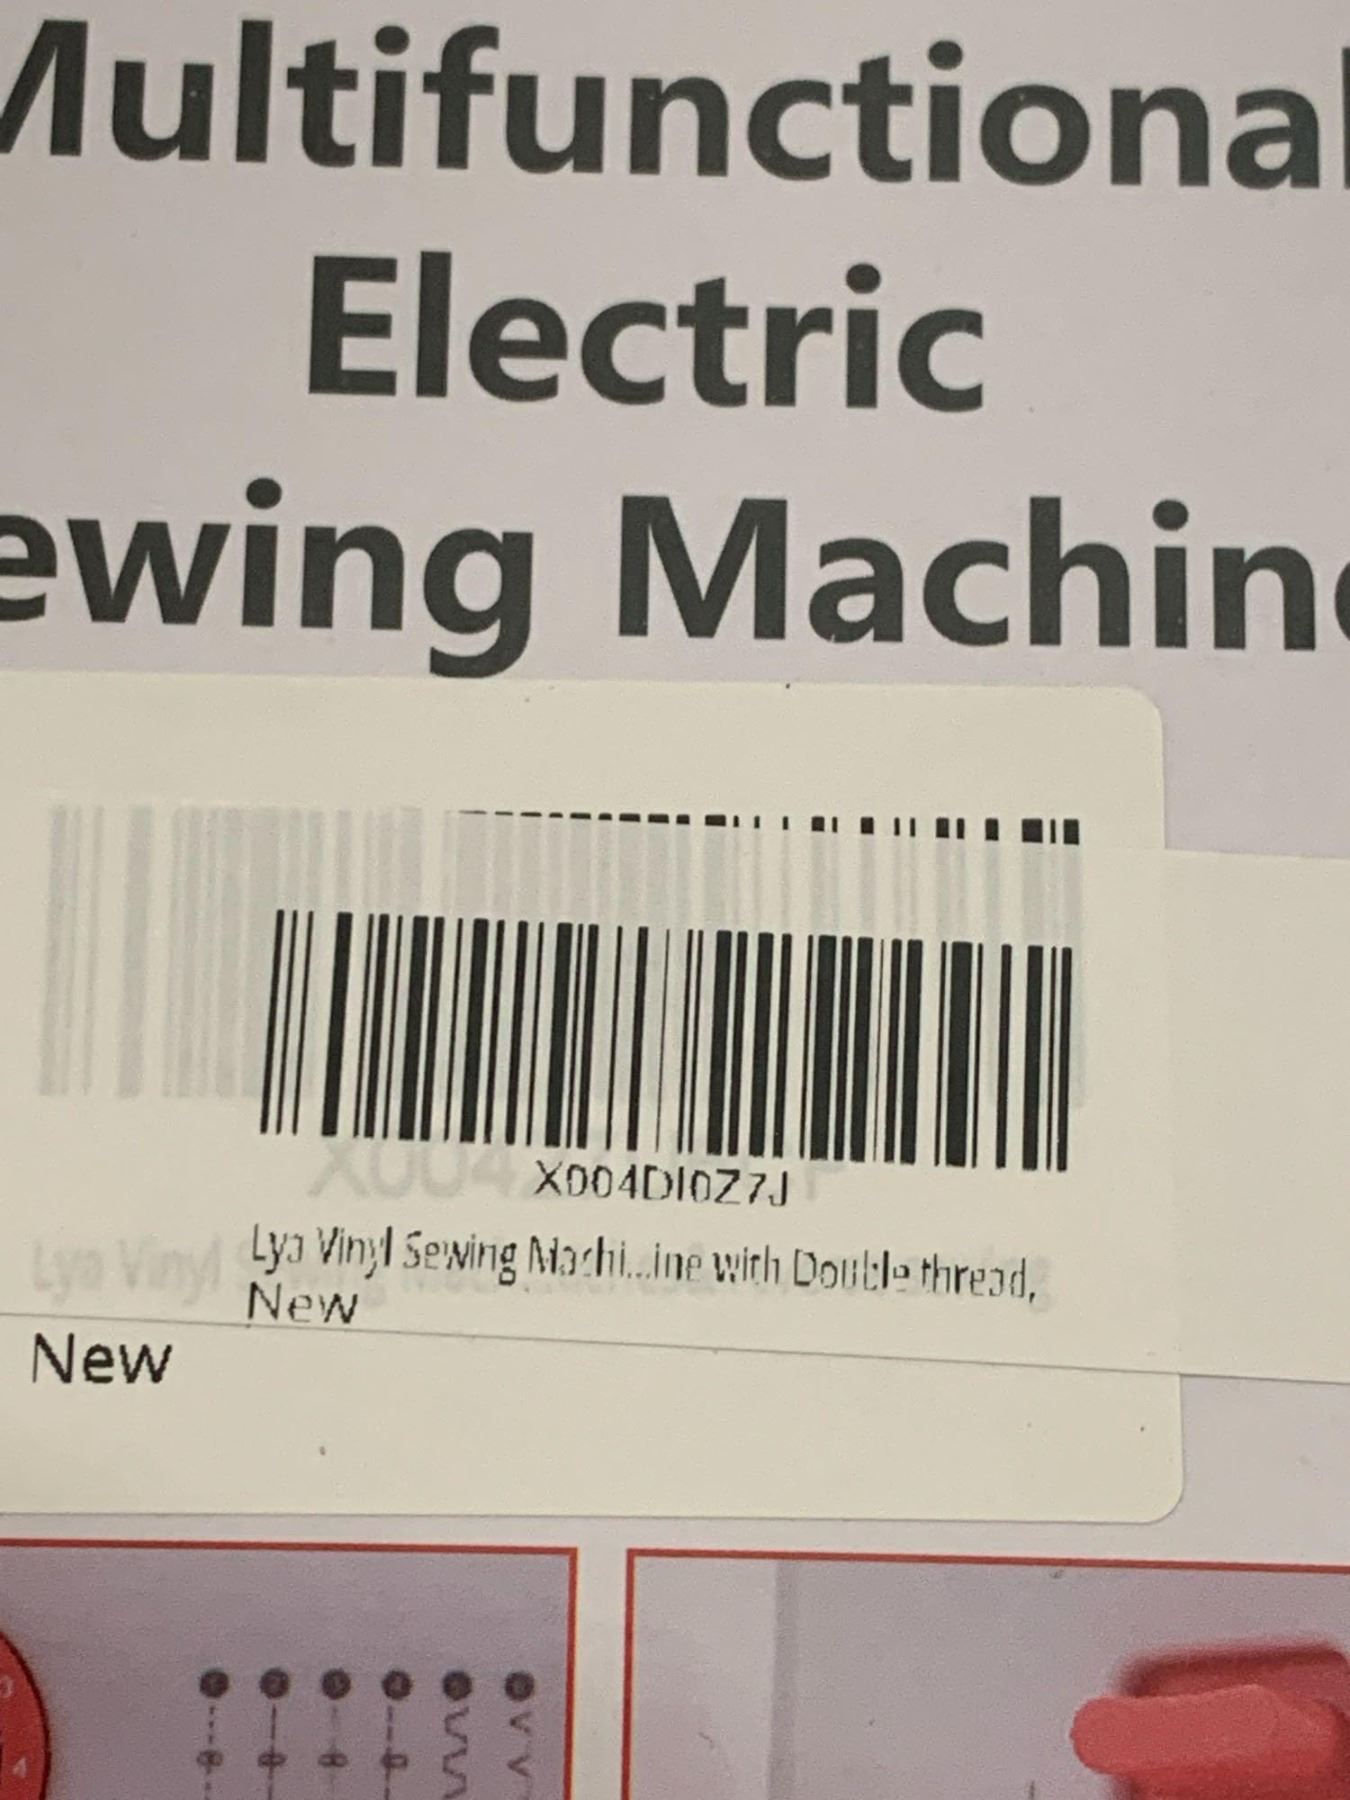 Multifunctional
Electric
ewing Machin
X004DI0Z7J
Lya Vinyl Sewing Machi...ine with Double thread,
New
New